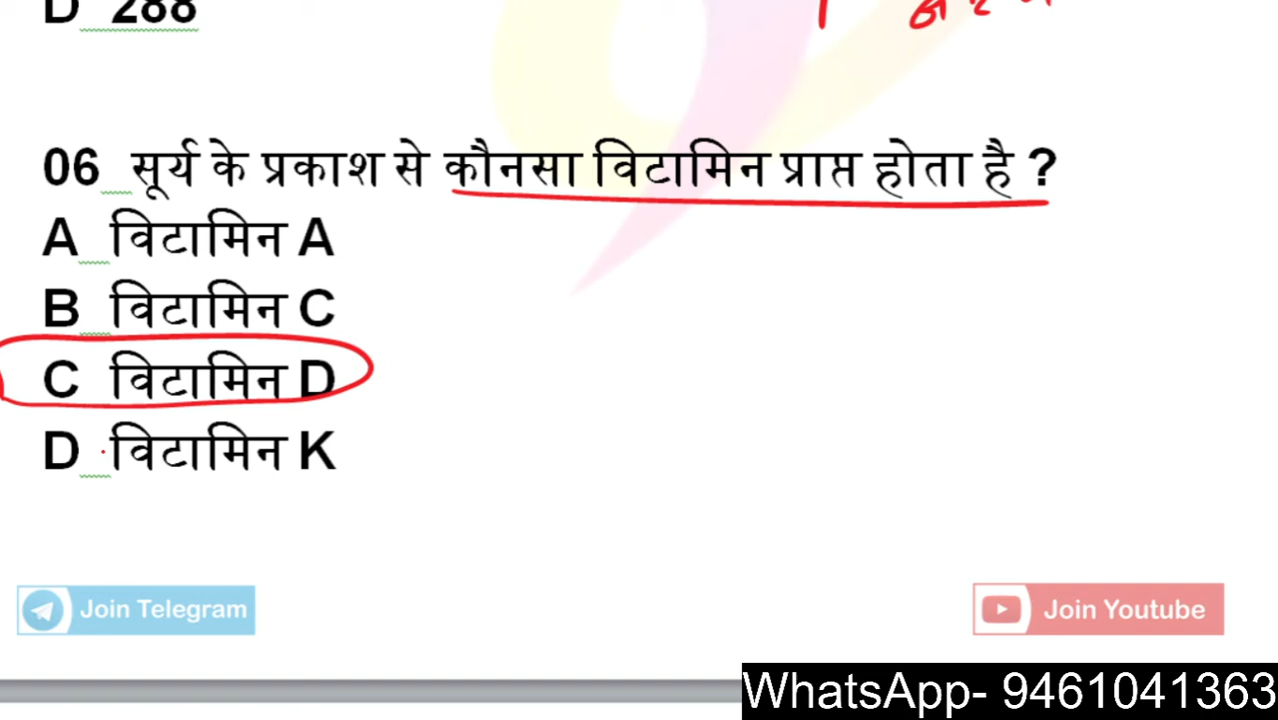 D 288
06 सूर्य के प्रकाश से कौनसा विटामिन प्राप्त होता है ?
A विटामिन A
B विटामिन C
C विटामिन D
D विटामिन K
Join Telegram
Join Youtube
WhatsApp- 9461041363